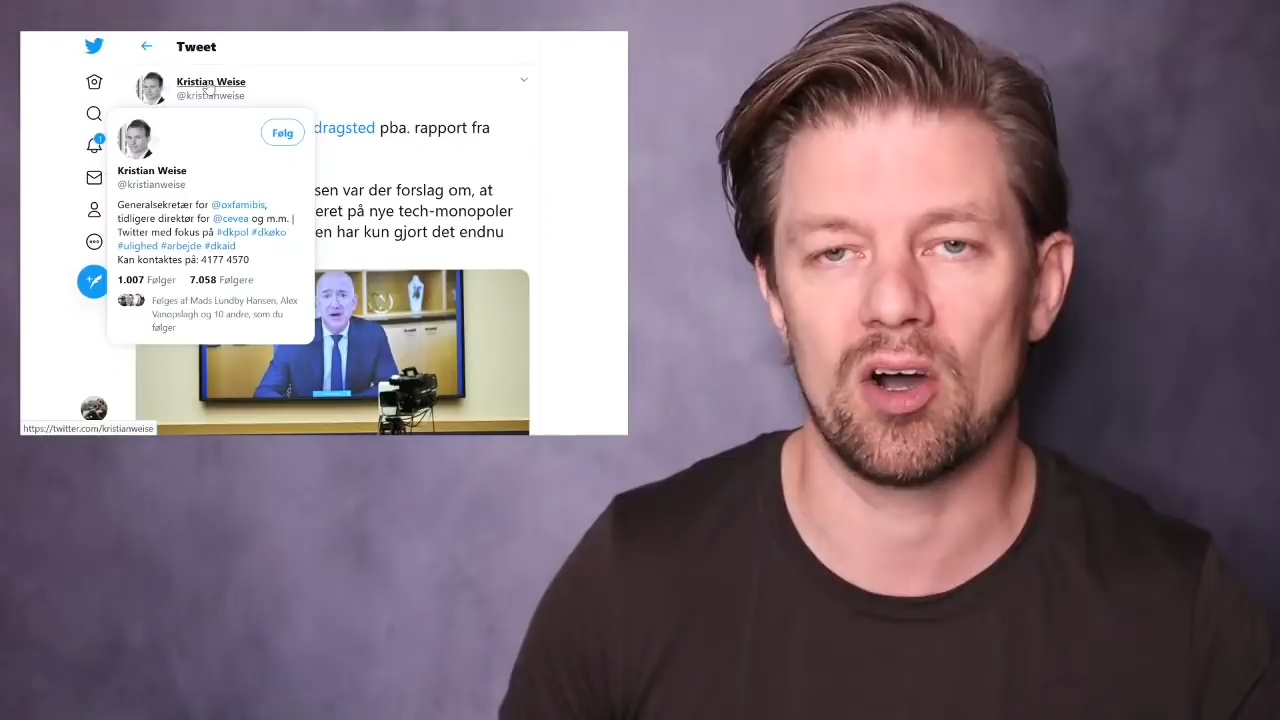 Tweet
Kristian Weise
@kristianweise
dragsted pba. rapport fra
Følg
Kristian Weise
@kristianweise
sen var der forslag om, at
Generalsekretær for @oxfamibis,
eret på nye tech-monopoler
tidligere direktør for @cevea og m.m. |
en har kun gjort det endnu
Twitter med fokus på #dkpol #dkøko
#ulighed #arbejde #dkaid
Kan kontaktes på: 4177 4570
1.007 Følger 7.058 Følgere
Følges af Mads Lundby Hansen, Alex
Vanopslagh og 10 andre, som du
følger
https://twitter.com/kristianweise
1